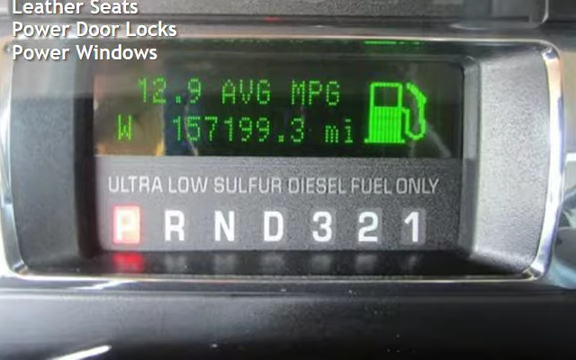 Leather Seats
Power Door Locks
Power Windows
12.9 AVG MPG
W 157199.3 mi
ULTRA LOW SULFUR DIESEL FUEL ONLY
P R N D 3 2 1